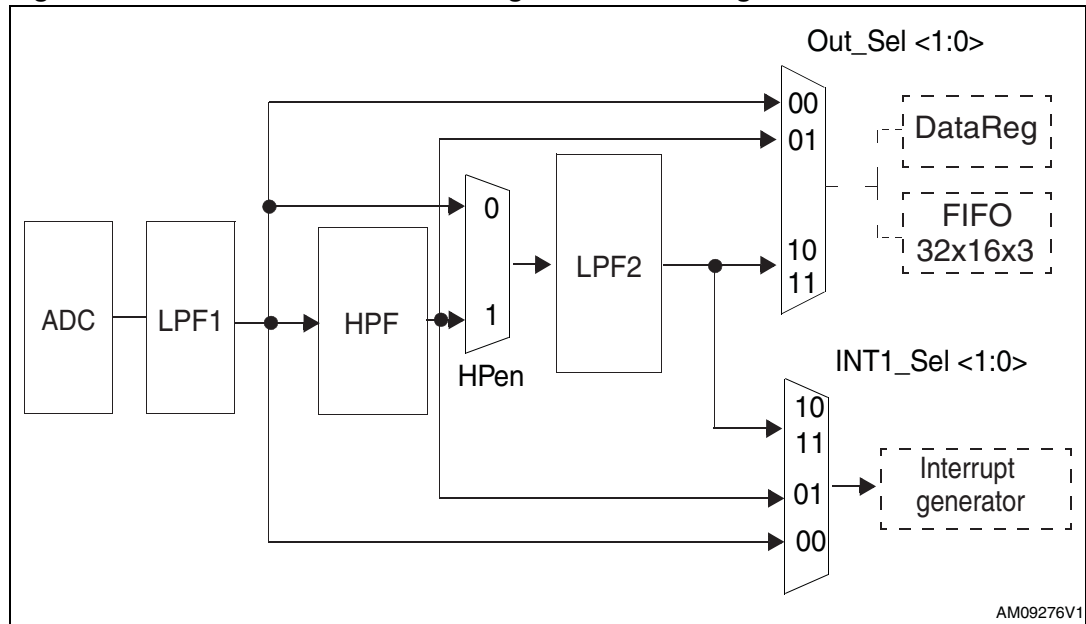 Out_Sel <1:0>
00
01
10
11
DataReg
FIFO
32x16x3
ADC
LPF1
HPF
0
1
HPen
LPF2
INT1_Sel <1:0>
10
11
01
00
Interrupt
generator
AM09276V1